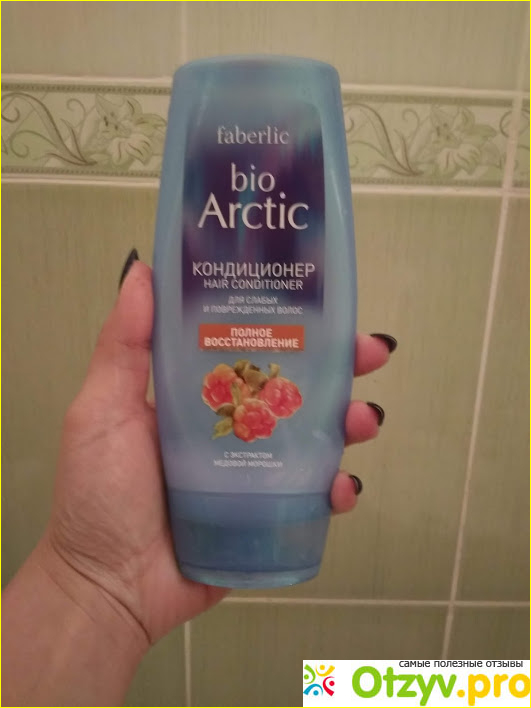 faberlic
bio
Arctic
КОНДИЦИОНЕР
HAIR CONDITIONER
ДЛЯ СЛАБЫХ
И ПОВРЕЖДЕННЫХ ВОЛОС
ПОЛНОЕ
ВОССТАНОВЛЕНИЕ
С ЭКСТРАКТОМ
МЕДОВОЙ МОРОШКИ
самые полезные отзывы
Otzyv.pro